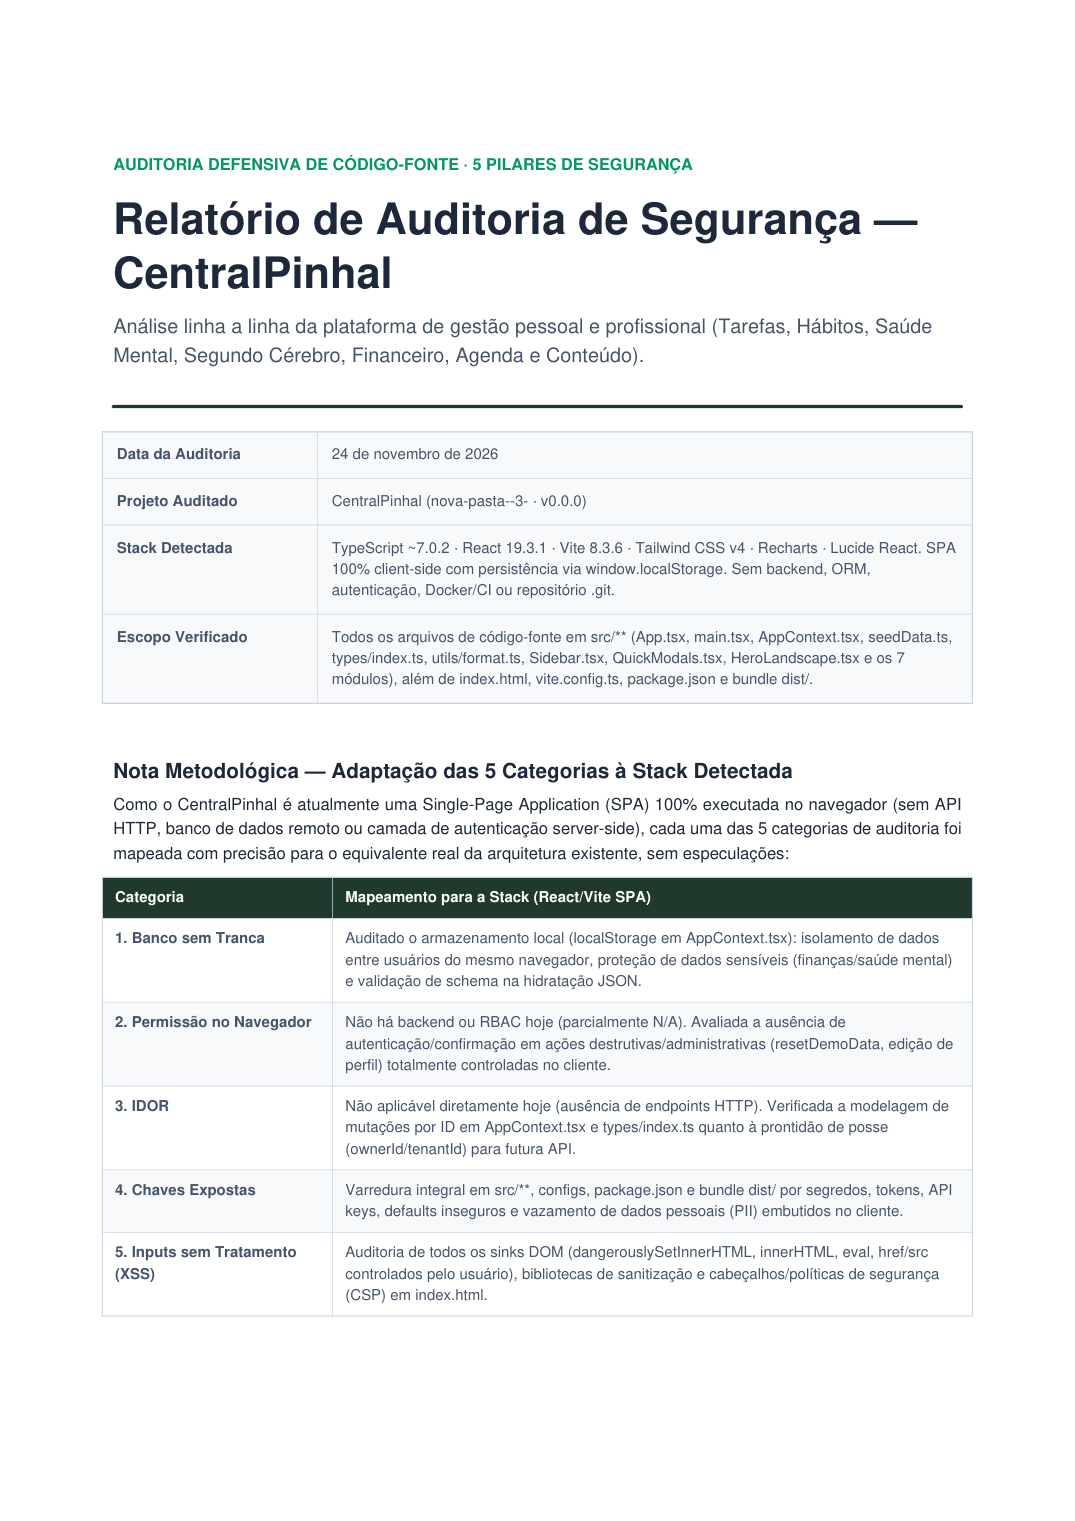 AUDITORIA DEFENSIVA DE CÓDIGO-FONTE · 5 PILARES DE SEGURANÇA
Relatório de Auditoria de Segurança —
CentralPinhal
Análise linha a linha da plataforma de gestão pessoal e profissional (Tarefas, Hábitos, Saúde
Mental, Segundo Cérebro, Financeiro, Agenda e Conteúdo).
Data da Auditoria
24 de novembro de 2026
Projeto Auditado
CentralPinhal (nova-pasta--3- · v0.0.0)
Stack Detectada
TypeScript ~7.0.2 · React 19.3.1 · Vite 8.3.6 · Tailwind CSS v4 · Recharts · Lucide React. SPA
100% client-side com persistência via window.localStorage. Sem backend, ORM,
autenticação, Docker/CI ou repositório .git.
Escopo Verificado
Todos os arquivos de código-fonte em src/** (App.tsx, main.tsx, AppContext.tsx, seedData.ts,
types/index.ts, utils/format.ts, Sidebar.tsx, QuickModals.tsx, HeroLandscape.tsx e os 7
módulos), além de index.html, vite.config.ts, package.json e bundle dist/.
Nota Metodológica — Adaptação das 5 Categorias à Stack Detectada
Como o CentralPinhal é atualmente uma Single-Page Application (SPA) 100% executada no navegador (sem API
HTTP, banco de dados remoto ou camada de autenticação server-side), cada uma das 5 categorias de auditoria foi
mapeada com precisão para o equivalente real da arquitetura existente, sem especulações:
Categoria
Mapeamento para a Stack (React/Vite SPA)
1. Banco sem Tranca
Auditado o armazenamento local (localStorage em AppContext.tsx): isolamento de dados
entre usuários do mesmo navegador, proteção de dados sensíveis (finanças/saúde mental)
e validação de schema na hidratação JSON.
2. Permissão no Navegador
Não há backend ou RBAC hoje (parcialmente N/A). Avaliada a ausência de
autenticação/confirmação em ações destrutivas/administrativas (resetDemoData, edição de
perfil) totalmente controladas no cliente.
3. IDOR
Não aplicável diretamente hoje (ausência de endpoints HTTP). Verificada a modelagem de
mutações por ID em AppContext.tsx e types/index.ts quanto à prontidão de posse
(ownerId/tenantId) para futura API.
4. Chaves Expostas
Varredura integral em src/**, configs, package.json e bundle dist/ por segredos, tokens, API
keys, defaults inseguros e vazamento de dados pessoais (PII) embutidos no cliente.
5. Inputs sem Tratamento
(XSS)
Auditoria de todos os sinks DOM (dangerouslySetInnerHTML, innerHTML, eval, href/src
controlados pelo usuário), bibliotecas de sanitização e cabeçalhos/políticas de segurança
(CSP) em index.html.